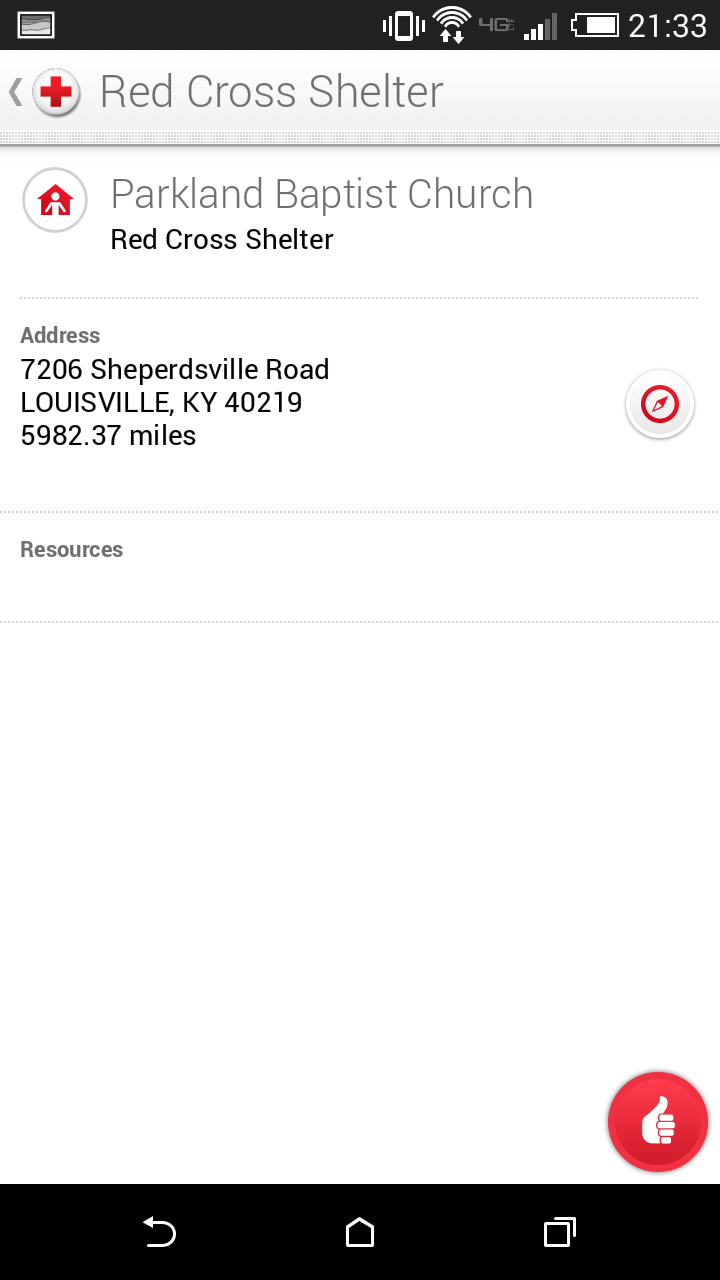 4G LTE 21:33
Red Cross Shelter
Parkland Baptist Church
Red Cross Shelter
Address
7206 Sheperdsville Road
LOUISVILLE, KY 40219
5982.37 miles
Resources